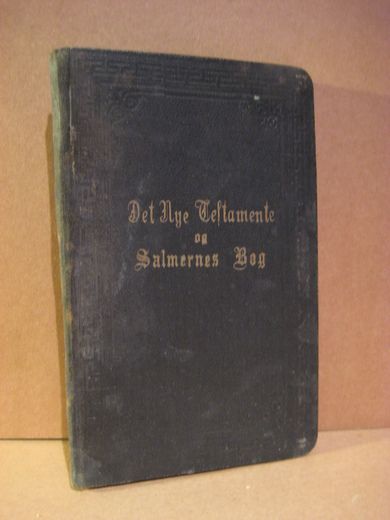 Det Nye Testamente
og
Salmernes Bog